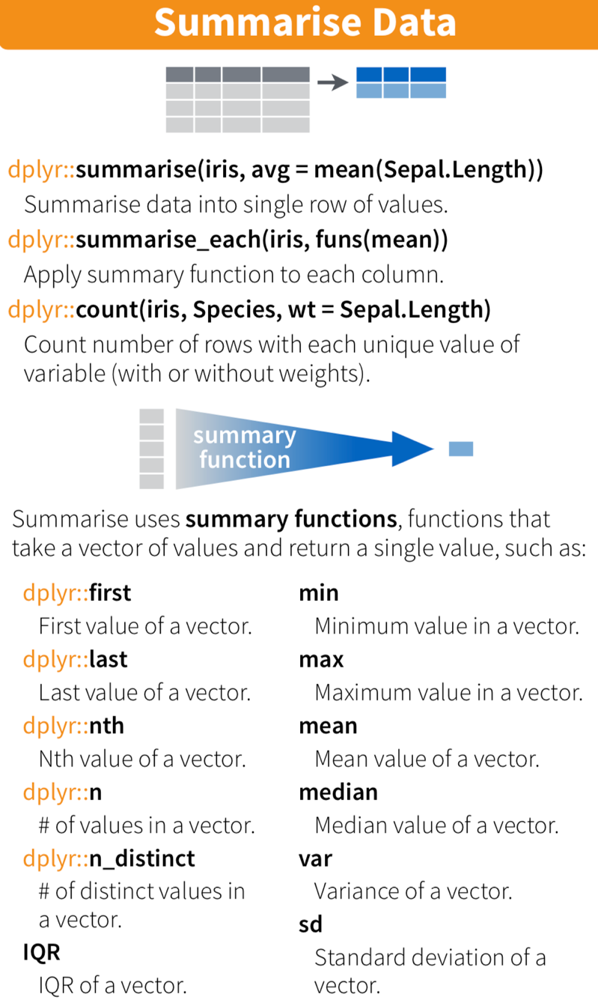 Summarise Data
dplyr::summarise(iris, avg = mean(Sepal.Length))
Summarise data into single row of values.
dplyr::summarise_each(iris, funs(mean))
Apply summary function to each column.
dplyr::count(iris, Species, wt = Sepal.Length)
Count number of rows with each unique value of
variable (with or without weights).
summary
function
Summarise uses summary functions, functions that
take a vector of values and return a single value, such as:
dplyr::first
First value of a vector.
dplyr::last
Last value of a vector.
dplyr::nth
Nth value of a vector.
dplyr::n
# of values in a vector.
dplyr::n_distinct
# of distinct values in
a vector.
IQR
IQR of a vector.
min
Minimum value in a vector.
max
Maximum value in a vector.
mean
Mean value of a vector.
median
Median value of a vector.
var
Variance of a vector.
sd
Standard deviation of a
vector.